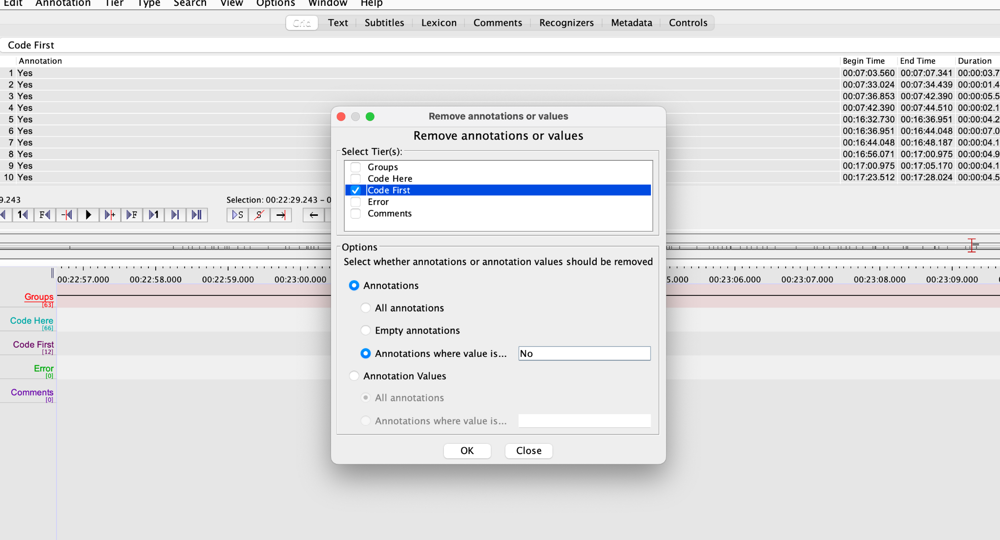 Edit Annotation Tier Type Search View Options Window Help
Grid Text Subtitles Lexicon Comments Recognizers Metadata Controls
Code First
Annotation Begin Time End Time Duration
1 Yes 00:07:03.560 00:07:07.341 00:00:03.7
2 Yes 00:07:33.024 00:07:34.439 00:00:01.4
3 Yes 00:07:36.853 00:07:42.390 00:00:05.5
4 Yes 00:07:42.390 00:07:44.510 00:00:02.1
5 Yes 00:16:32.730 00:16:36.951 00:00:04.2
6 Yes 00:16:36.951 00:16:44.048 00:00:07.0
7 Yes 00:16:44.048 00:16:48.187 00:00:04.1
8 Yes 00:16:56.071 00:17:00.975 00:00:04.9
9 Yes 00:17:00.975 00:17:05.170 00:00:04.1
10 Yes 00:17:23.512 00:17:28.024 00:00:04.5
9.243 Selection: 00:22:29.243 - 0
1 F F 1 S S
00:22:57.000 00:22:58.000 00:22:59.000 00:23:00.000 5.000 00:23:06.000 00:23:07.000 00:23:08.000 00:23:09.000
Groups
[63]
Code Here
[66]
Code First
[12]
Error
[0]
Comments
[0]
Remove annotations or values
Remove annotations or values
Select Tier(s):
Groups
Code Here
Code First
Error
Comments
Options
Select whether annotations or annotation values should be removed
Annotations
All annotations
Empty annotations
Annotations where value is... No
Annotation Values
All annotations
Annotations where value is...
OK Close